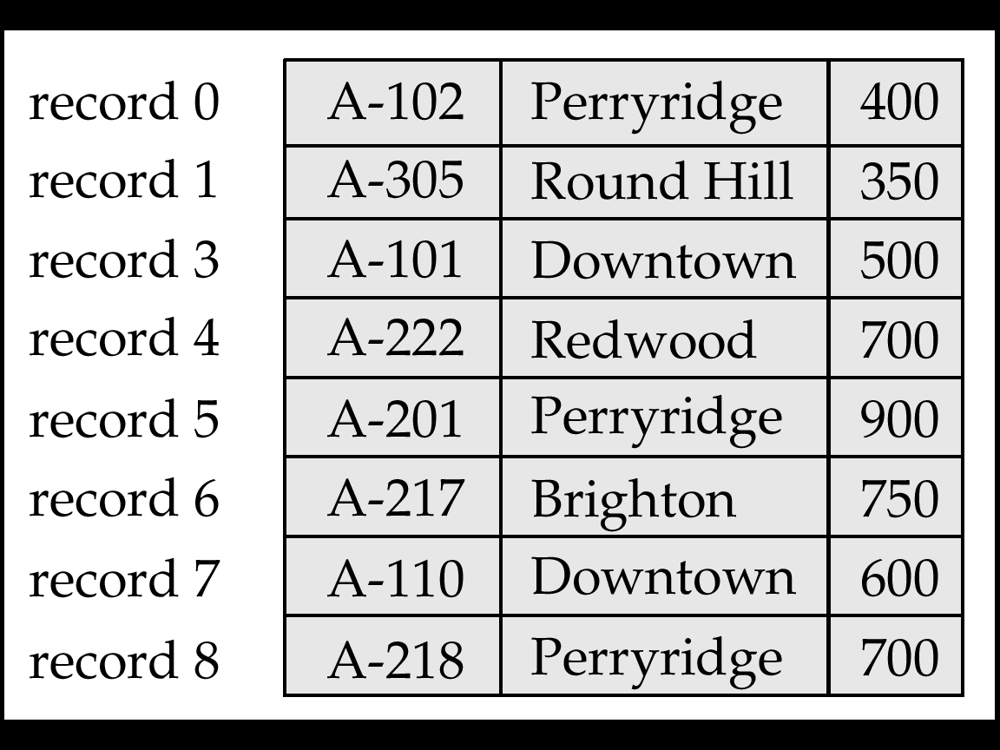 record 0 A-102 Perryridge 400
record 1 A-305 Round Hill 350
record 3 A-101 Downtown 500
record 4 A-222 Redwood 700
record 5 A-201 Perryridge 900
record 6 A-217 Brighton 750
record 7 A-110 Downtown 600
record 8 A-218 Perryridge 700